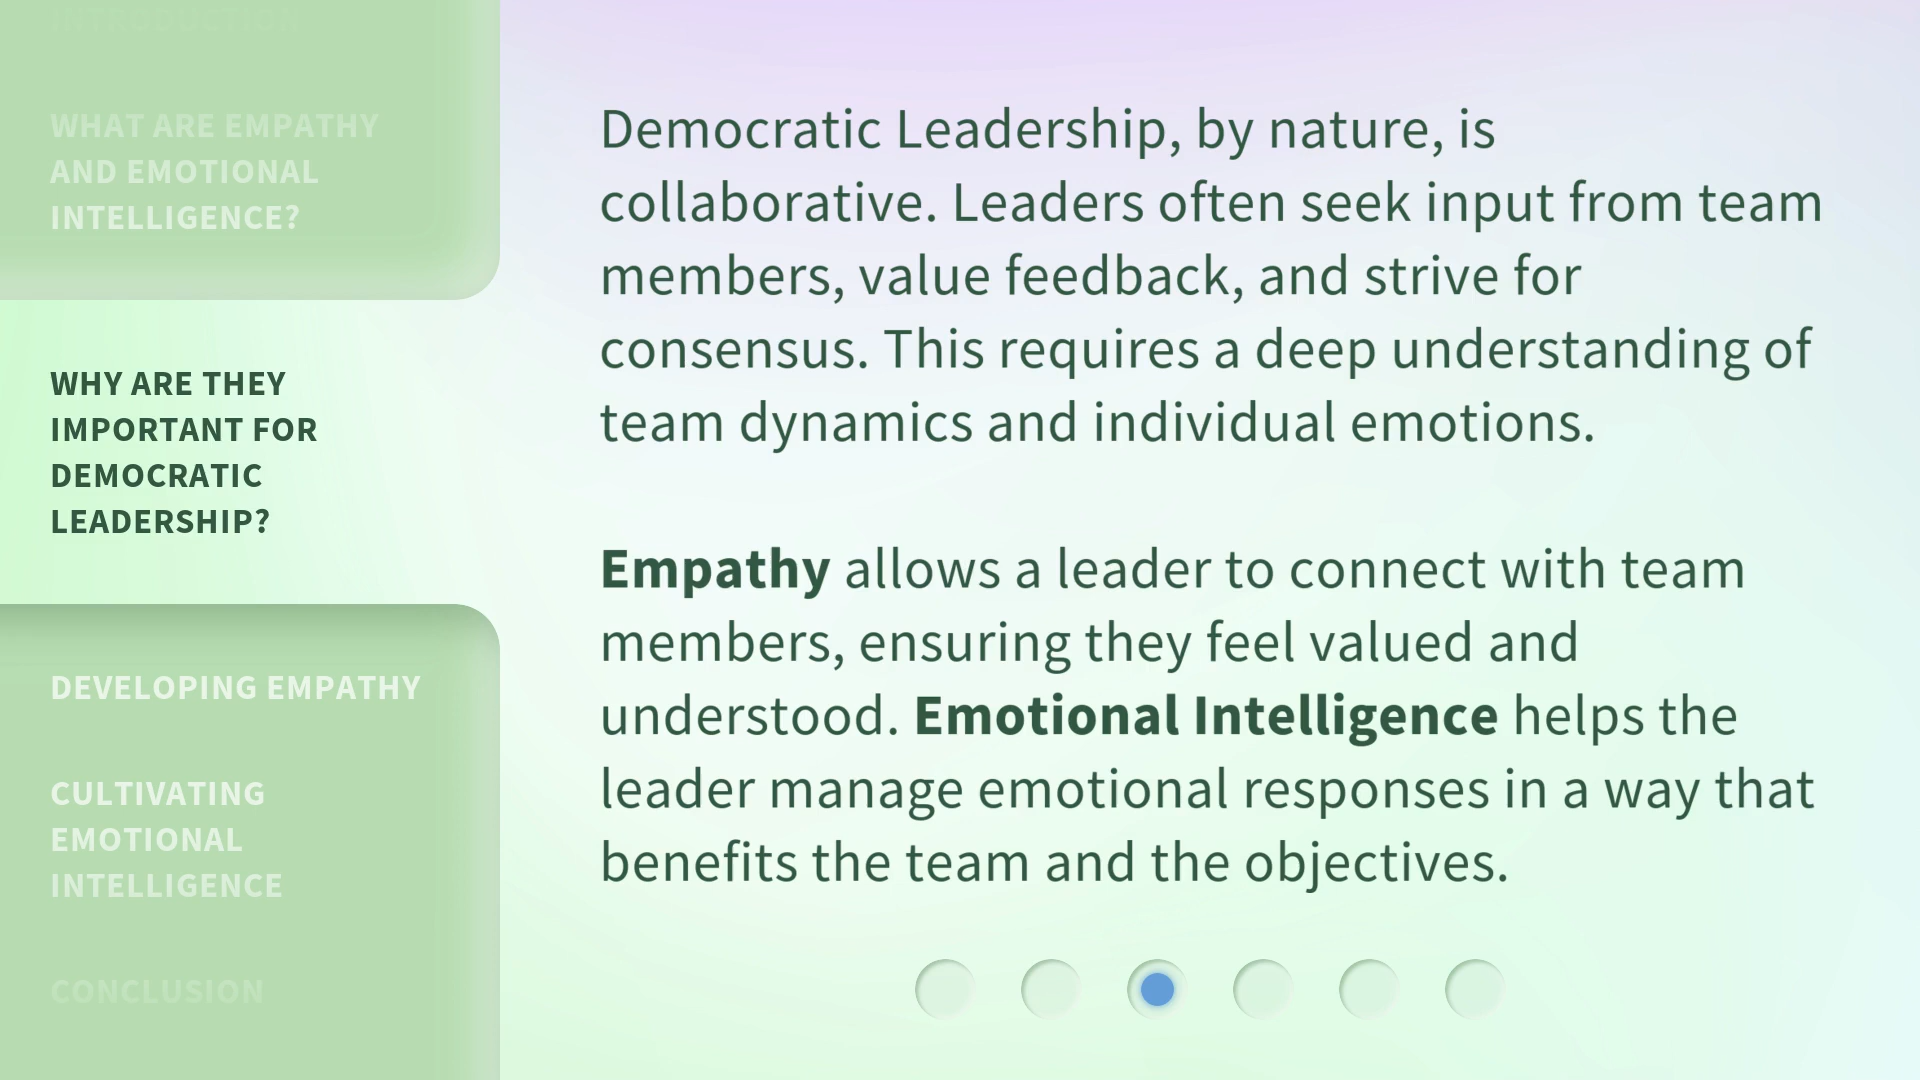 INTRODUCTION
WHAT ARE EMPATHY
AND EMOTIONAL
INTELLIGENCE?
WHY ARE THEY
IMPORTANT FOR
DEMOCRATIC
LEADERSHIP?
DEVELOPING EMPATHY
CULTIVATING
EMOTIONAL
INTELLIGENCE
CONCLUSION
Democratic Leadership, by nature, is
collaborative. Leaders often seek input from team
members, value feedback, and strive for
consensus. This requires a deep understanding of
team dynamics and individual emotions.
Empathy allows a leader to connect with team
members, ensuring they feel valued and
understood. Emotional Intelligence helps the
leader manage emotional responses in a way that
benefits the team and the objectives.